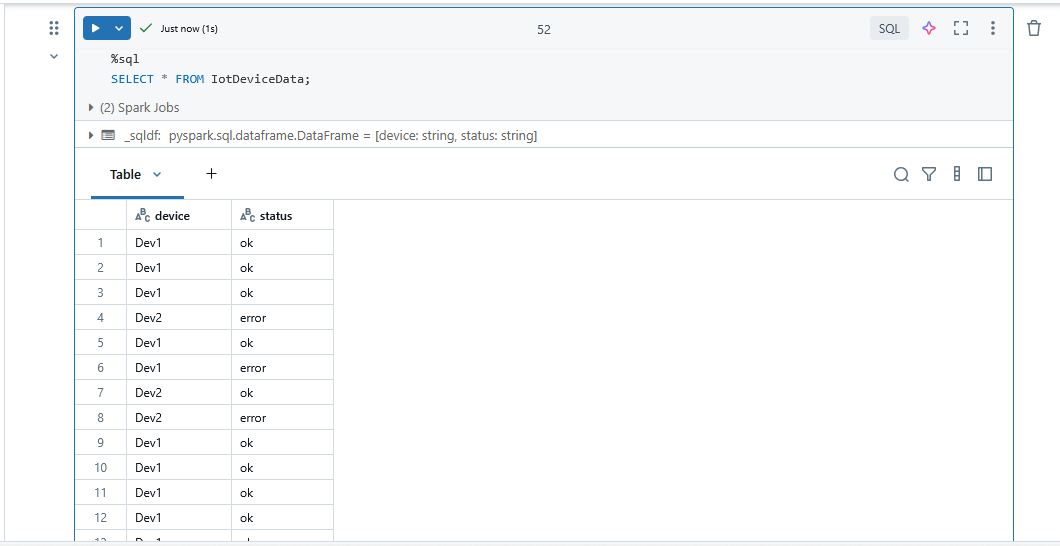 Just now (1s)
52
SQL
%sql
SELECT * FROM IotDeviceData;
(2) Spark Jobs
_sqldf: pyspark.sql.dataframe.DataFrame = [device: string, status: string]
Table
device status
1 Dev1 ok
2 Dev1 ok
3 Dev1 ok
4 Dev2 error
5 Dev1 ok
6 Dev1 error
7 Dev2 ok
8 Dev2 error
9 Dev1 ok
10 Dev1 ok
11 Dev1 ok
12 Dev1 ok